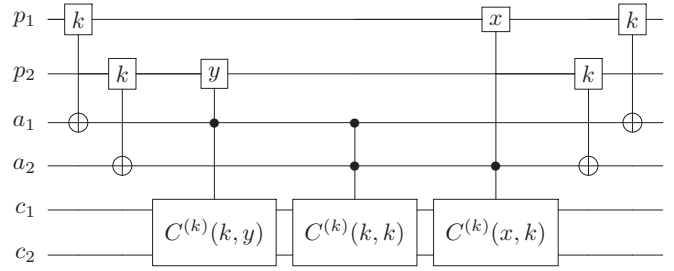 p₁ k x k
p₂ k y k
a₁
a₂
c₁
C⁽ᵏ⁾(k, y) C⁽ᵏ⁾(k, k) C⁽ᵏ⁾(x, k)
c₂